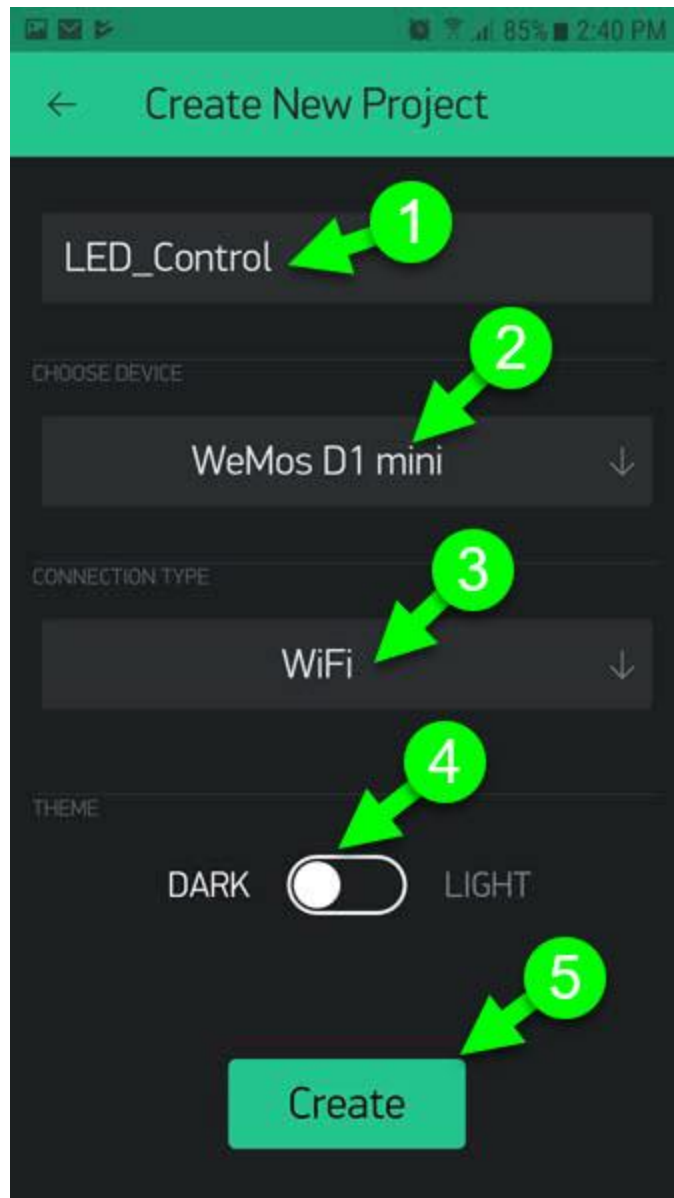 85% 2:40 PM
Create New Project
1
LED_Control
2
CHOOSE DEVICE
WeMos D1 mini
3
CONNECTION TYPE
WiFi
4
THEME
DARK LIGHT
5
Create